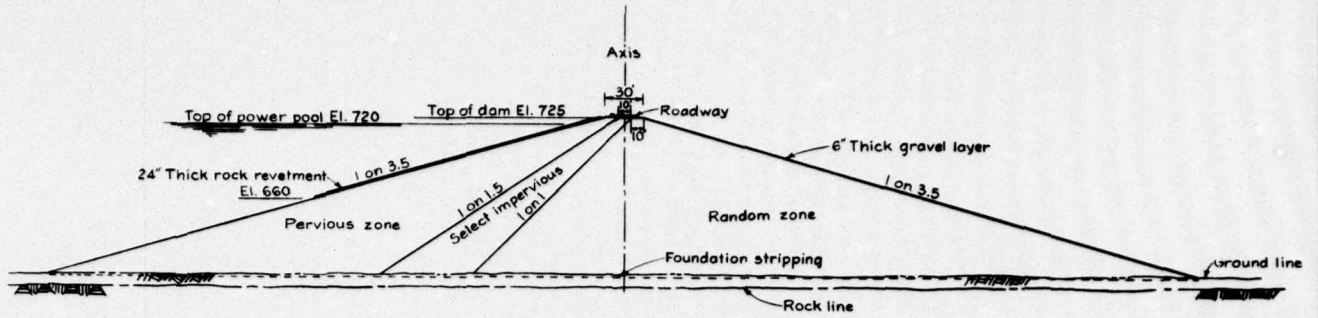 Axis
30'
10'
Top of power pool El. 720
Top of dam El. 725
Roadway
10'
6" Thick gravel layer
24" Thick rock revetment
El. 660
1 on 3.5
1 on 1.5
Select impervious
1 on 1
1 on 3.5
Pervious zone
Random zone
Foundation stripping
Ground line
Rock line